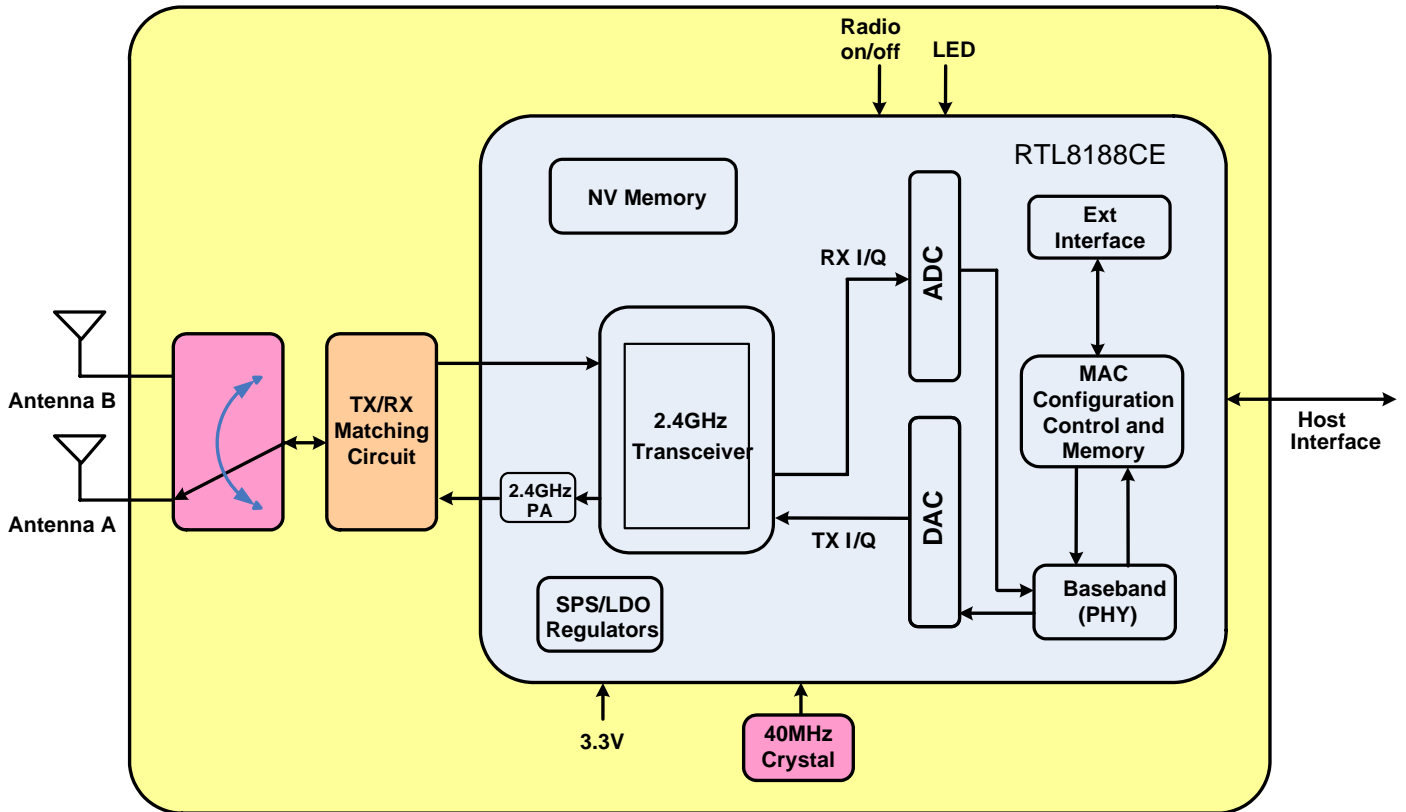 Radio
on/off
LED
RTL8188CE
NV Memory
Ext
Interface
RX I/Q
ADC
Antenna B
TX/RX
Matching
Circuit
2.4GHz
Transceiver
MAC
Configuration
Control and
Memory
Host
Interface
Antenna A
2.4GHz
PA
TX I/Q
DAC
SPS/LDO
Regulators
Baseband
(PHY)
3.3V
40MHz
Crystal